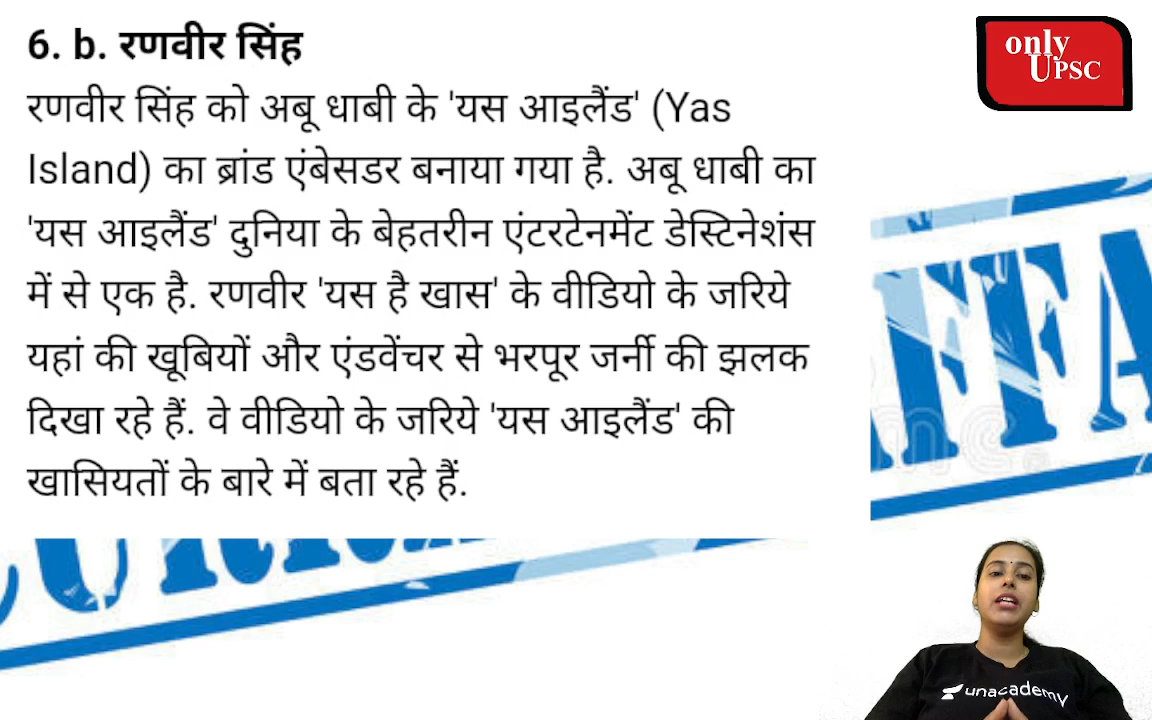 6. b. रणवीर सिंह
only
UPSC
रणवीर सिंह को अबू धाबी के 'यस आइलैंड' (Yas
Island) का ब्रांड एंबेसडर बनाया गया है. अबू धाबी का
'यस आइलैंड' दुनिया के बेहतरीन एंटरटेनमेंट डेस्टिनेशंस
में से एक है. रणवीर 'यस है खास' के वीडियो के जरिये
यहां की खूबियों और एंडवेंचर से भरपूर जर्नी की झलक
दिखा रहे हैं. वे वीडियो के जरिये 'यस आइलैंड' की
खासियतों के बारे में बता रहे हैं.
unacademy